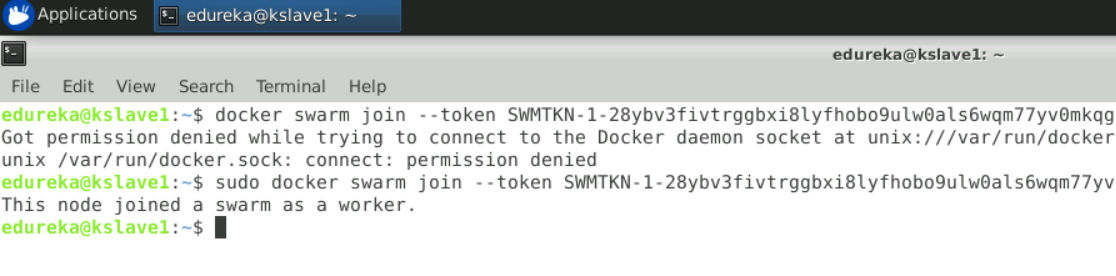 Applications
edureka@kslave1: ~
edureka@kslave1: ~
File Edit View Search Terminal Help
edureka@kslave1:~$ docker swarm join --token SWMTKN-1-28ybv3fivtrggbxi8lyfhobo9ulw0als6wqm77yv0mkqg
Got permission denied while trying to connect to the Docker daemon socket at unix:///var/run/docker
unix /var/run/docker.sock: connect: permission denied
edureka@kslave1:~$ sudo docker swarm join --token SWMTKN-1-28ybv3fivtrggbxi8lyfhobo9ulw0als6wqm77yv
This node joined a swarm as a worker.
edureka@kslave1:~$